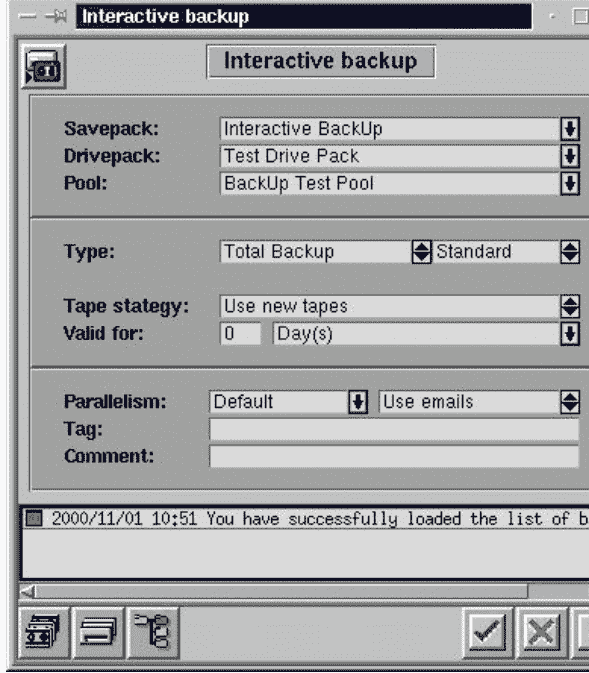 Interactive backup
Interactive backup
Savepack: Interactive BackUp
Drivepack: Test Drive Pack
Pool: BackUp Test Pool
Type: Total Backup Standard
Tape stategy: Use new tapes
Valid for: 0 Day(s)
Parallelism: Default Use emails
Tag:
Comment:
2000/11/01 10:51 You have successfully loaded the list of b